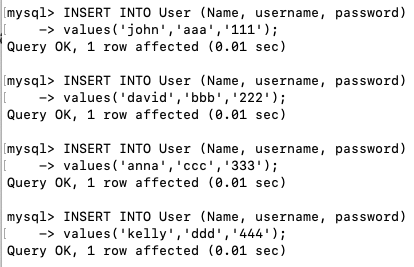 mysql> INSERT INTO User (Name, username, password)
-> values('john','aaa','111');
Query OK, 1 row affected (0.01 sec)
mysql> INSERT INTO User (Name, username, password)
-> values('david','bbb','222');
Query OK, 1 row affected (0.01 sec)
mysql> INSERT INTO User (Name, username, password)
-> values('anna','ccc','333');
Query OK, 1 row affected (0.01 sec)
mysql> INSERT INTO User (Name, username, password)
-> values('kelly','ddd','444');
Query OK, 1 row affected (0.01 sec)